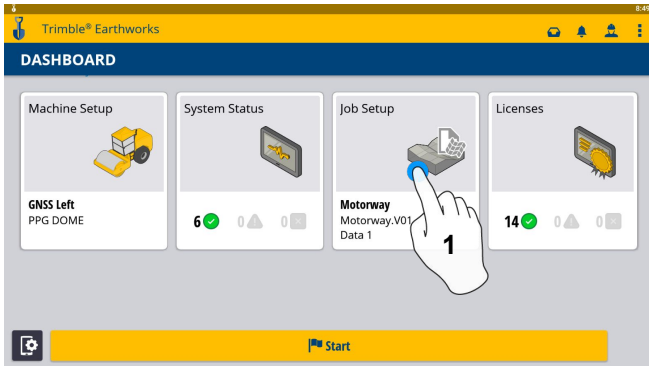 8:49
Trimble® Earthworks
DASHBOARD
Machine Setup
GNSS Left
PPG DOME
System Status
6 0 0
Job Setup
Motorway
Motorway.V01
Data 1
1
Licenses
14 0 0
Start